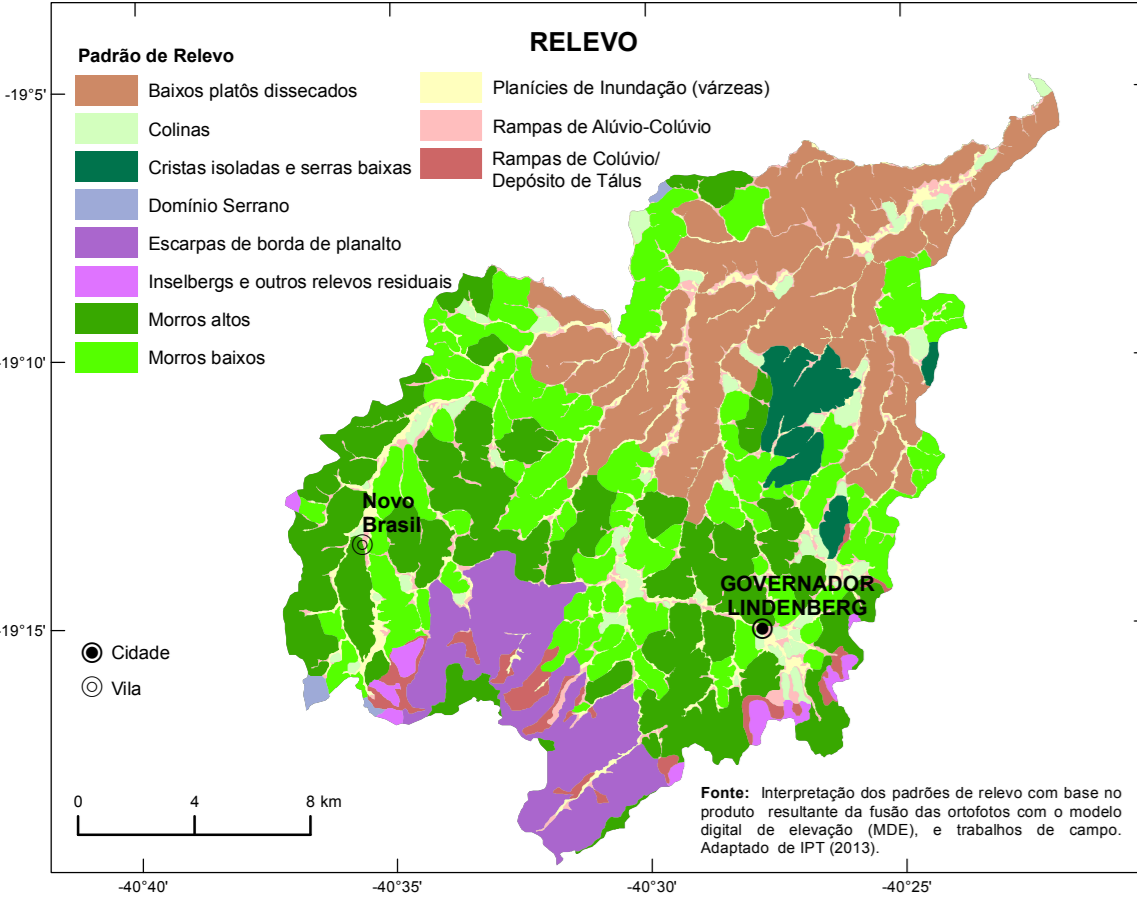 RELEVO
Padrão de Relevo
Baixos platôs dissecados
Colinas
Cristas isoladas e serras baixas
Domínio Serrano
Escarpas de borda de planalto
Inselbergs e outros relevos residuais
Morros altos
Morros baixos
Planícies de Inundação (várzeas)
Rampas de Alúvio-Colúvio
Rampas de Colúvio/
Depósito de Tálus
-19°5'
-19°10'
-19°15'
Novo
Brasil
GOVERNADOR
LINDENBERG
Cidade
Vila
0 4 8 km
Fonte: Interpretação dos padrões de relevo com base no
produto resultante da fusão das ortofotos com o modelo
digital de elevação (MDE), e trabalhos de campo.
Adaptado de IPT (2013).
-40°40' -40°35' -40°30' -40°25'